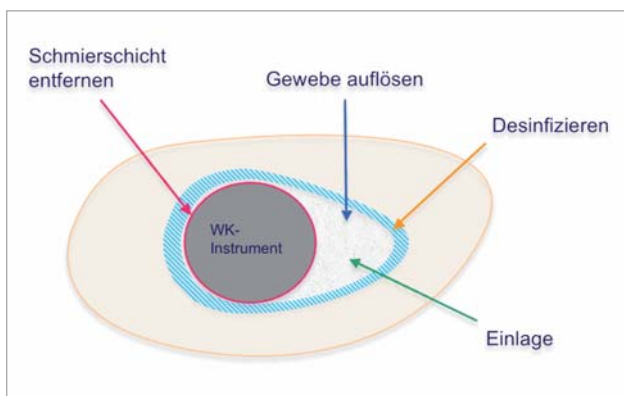 Schmierschicht
entfernen
Gewebe auflösen
Desinfizieren
WK-
Instrument
Einlage